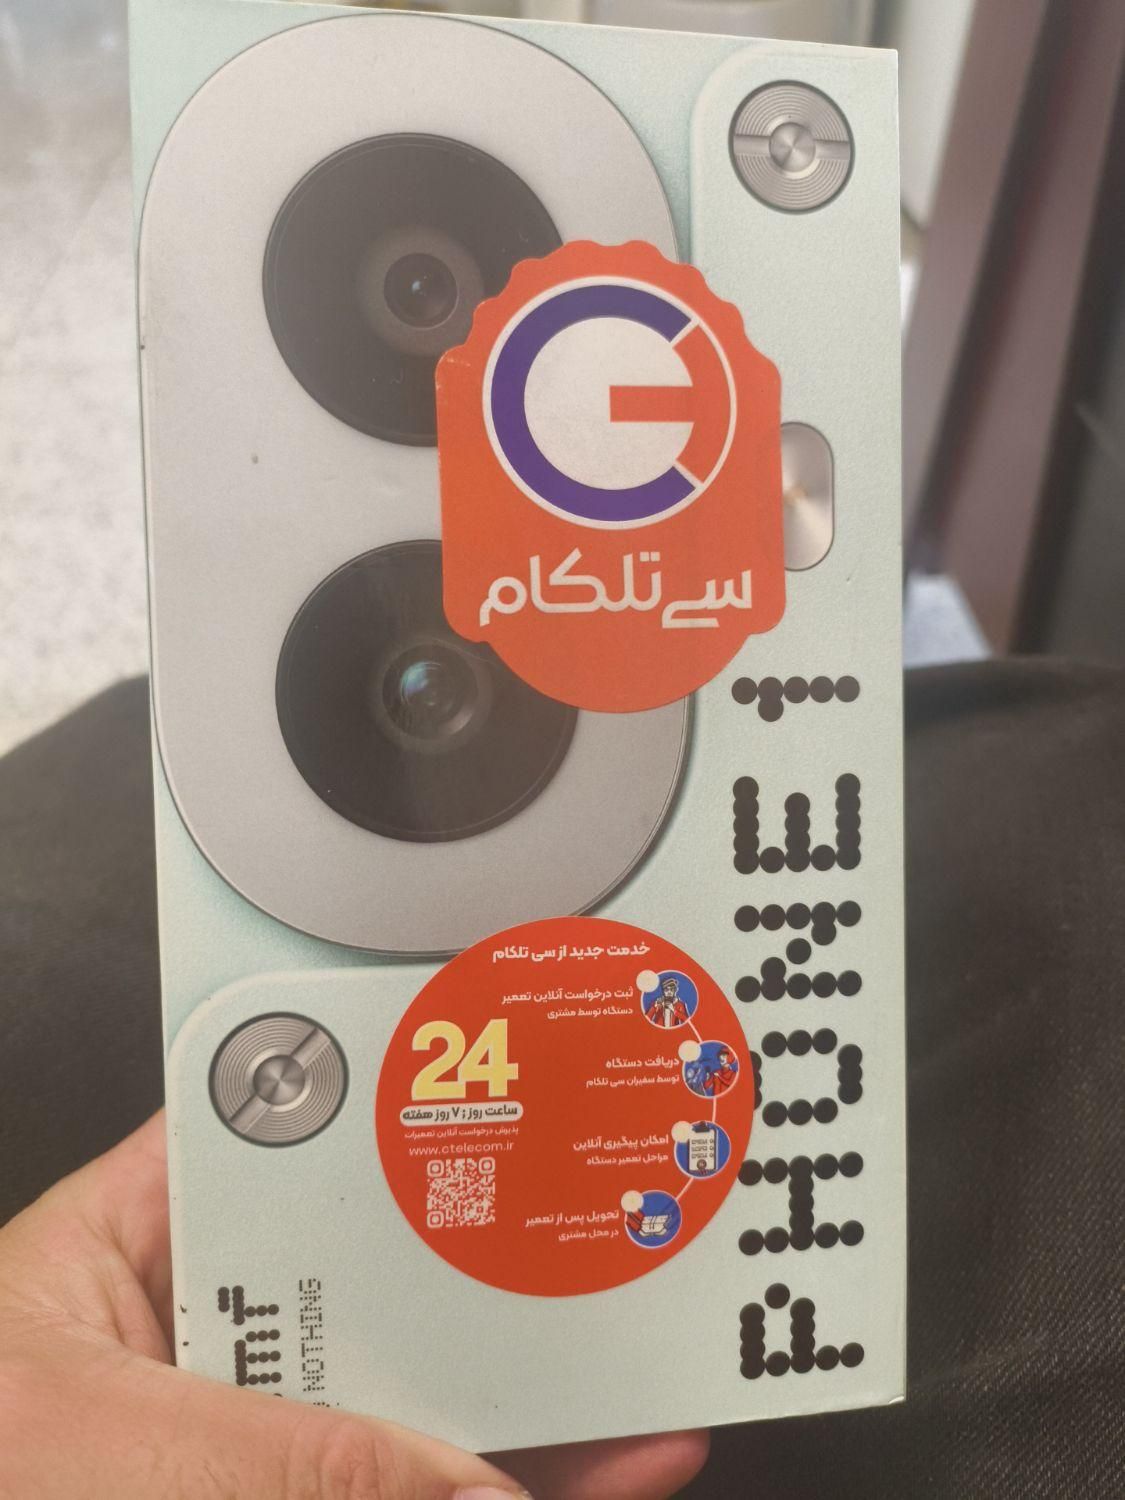 سی تلکام
PHONE 1
خدمت جدید از سی تلکام
ثبت درخواست آنلاین تعمیر
دستگاه توسط مشتری
دریافت دستگاه
توسط سفیران سی تلکام
امکان پیگیری آنلاین
مراحل تعمیر دستگاه
تحویل پس از تعمیر
در محل مشتری
24
ساعت روز ; ۷ روز هفته
پذیرش درخواست آنلاین تعمیرات
www.ctelecom.ir
mf
NOTHING